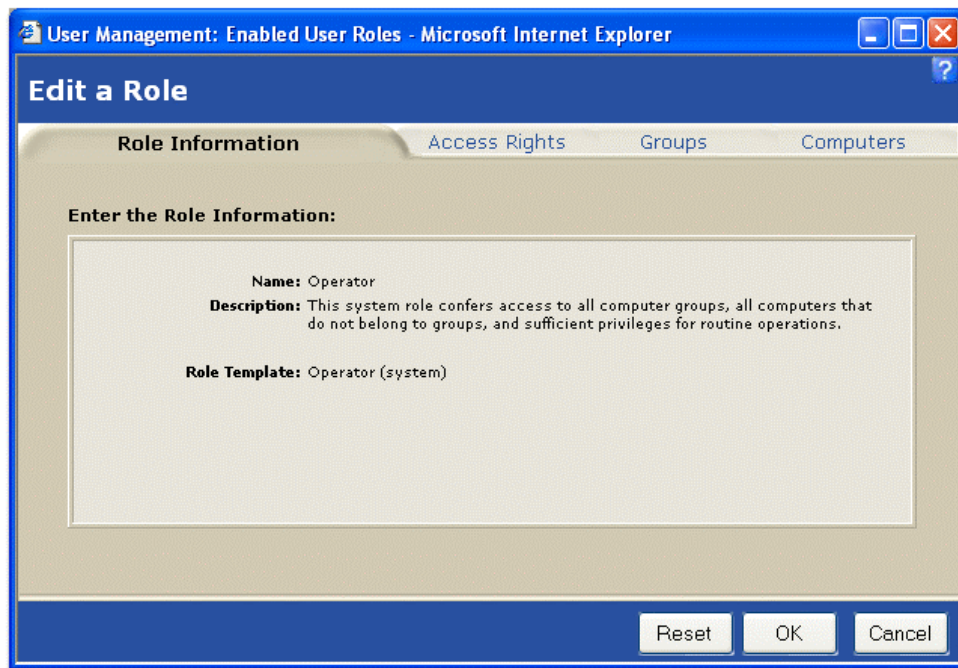 User Management: Enabled User Roles - Microsoft Internet Explorer
?
Edit a Role
Role Information Access Rights Groups Computers
Enter the Role Information:
Name: Operator
Description: This system role confers access to all computer groups, all computers that
do not belong to groups, and sufficient privileges for routine operations.
Role Template: Operator (system)
Reset OK Cancel